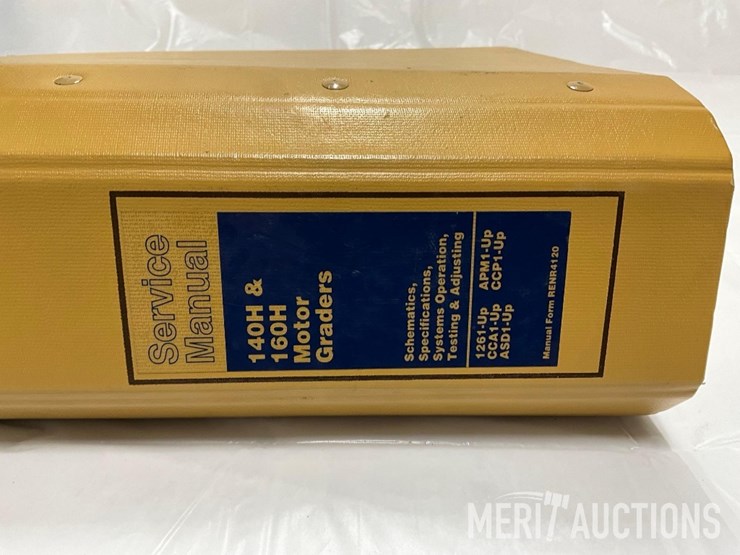 Service
Manual
140H &
160H
Motor
Graders
Schematics,
Specifications,
Systems Operation,
Testing & Adjusting
1261-Up APM1-Up
CCA1-Up CCP1-Up
ASD1-Up
Manual Form RENR4120
MERIT AUCTIONS